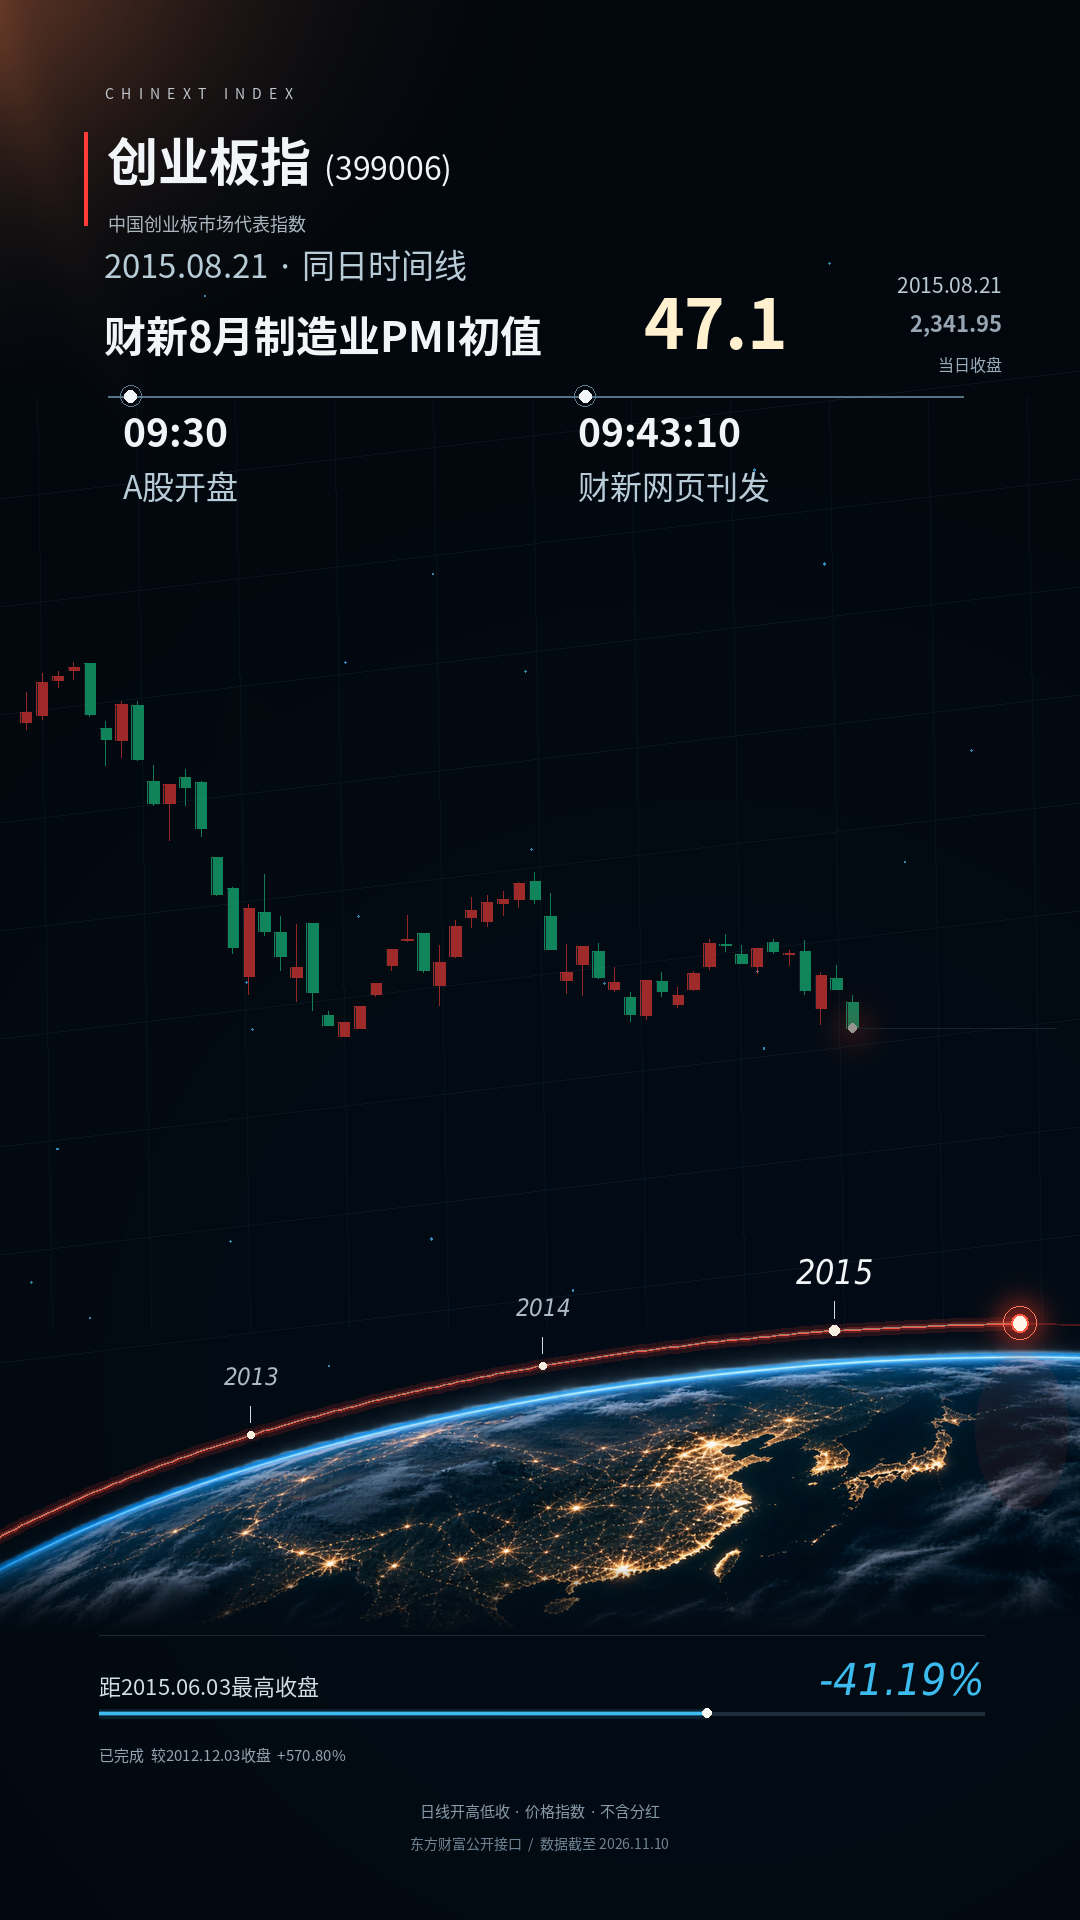 CHINEXT INDEX
创业板指 (399006)
中国创业板市场代表指数
2015.08.21 · 同日时间线
财新8月制造业PMI初值
47.1
2015.08.21
2,341.95
当日收盘
09:30
A股开盘
09:43:10
财新网页刊发
2015
2014
2013
距2015.06.03最高收盘
-41.19%
已完成 较2012.12.03收盘 +570.80%
日线开高低收 · 价格指数 · 不含分红
东方财富公开接口 / 数据截至 2026.11.10